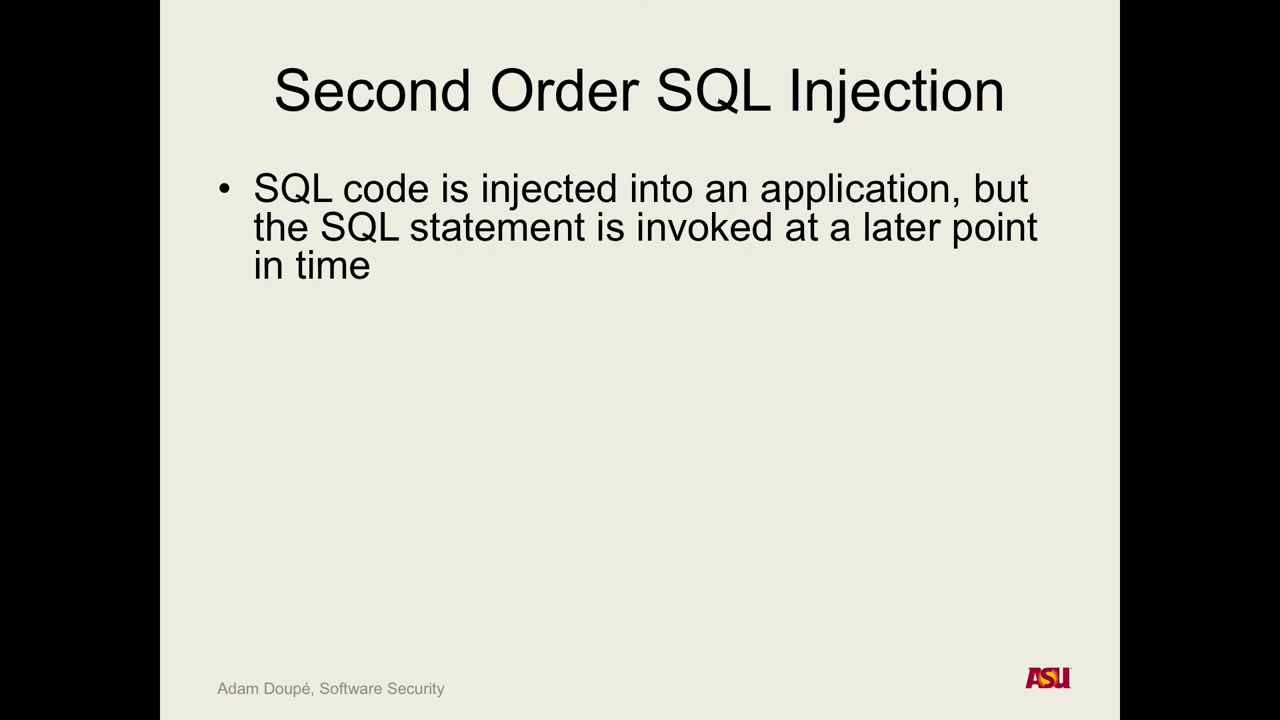 Second Order SQL Injection
• SQL code is injected into an application, but
the SQL statement is invoked at a later point
in time
Adam Doupé, Software Security
ASU